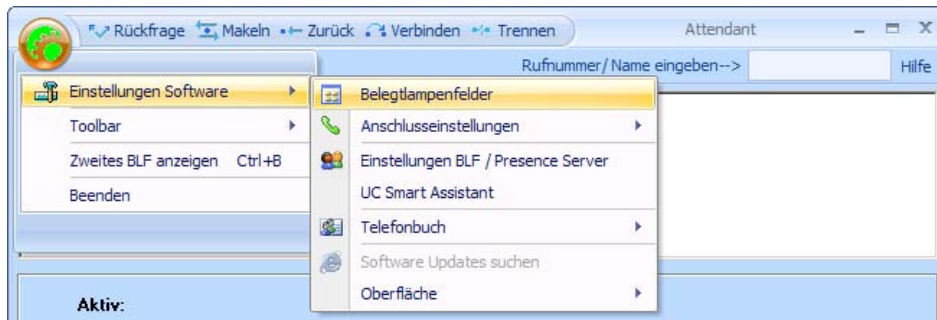 Rückfrage Makeln Zurück Verbinden Trennen Attendant
Rufnummer/ Name eingeben--> Hilfe
Einstellungen Software
Toolbar
Zweites BLF anzeigen Ctrl+B
Beenden
Belegtlampenfelder
Anschlusseinstellungen
Einstellungen BLF / Presence Server
UC Smart Assistant
Telefonbuch
Software Updates suchen
Oberfläche
Aktiv: